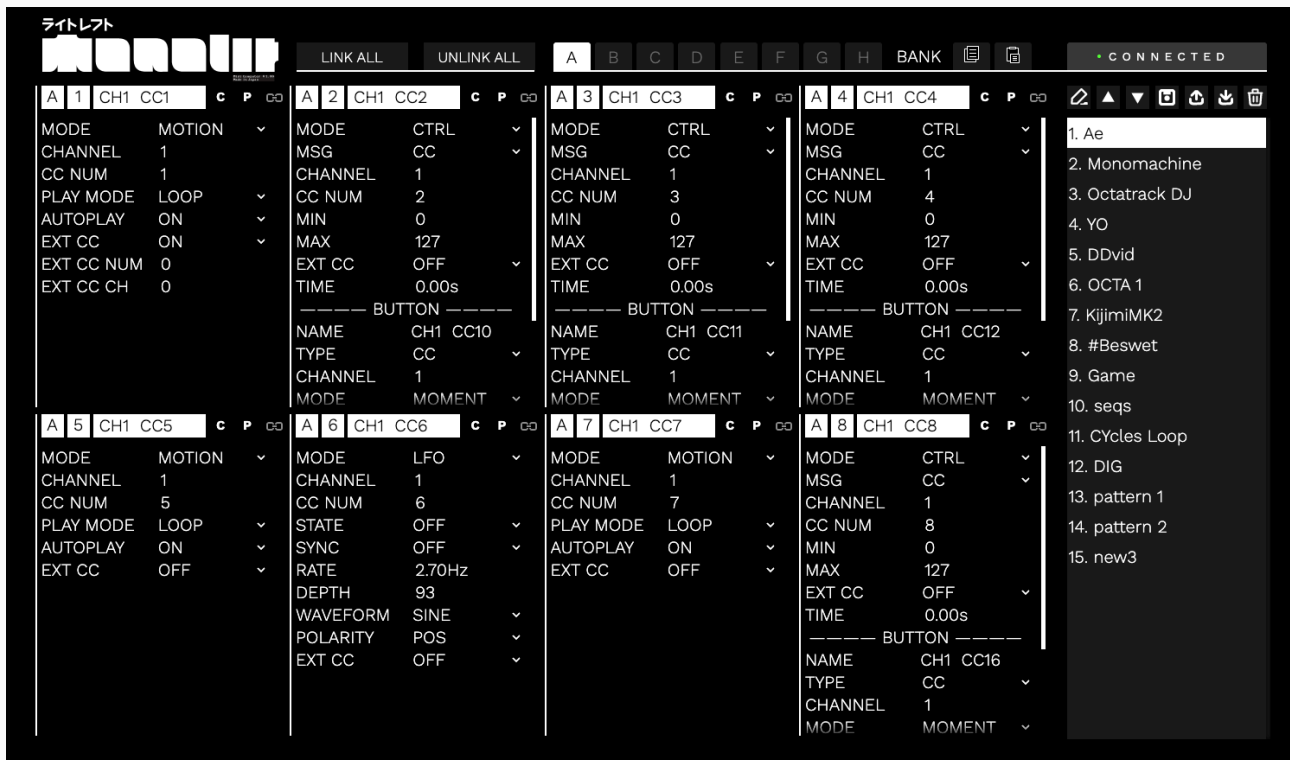 ライトレフト
LINK ALL
UNLINK ALL
A B C D E F G H BANK
CONNECTED
A 1 CH1 CC1 C P
MODE MOTION
CHANNEL 1
CC NUM 1
PLAY MODE LOOP
AUTOPLAY ON
EXT CC ON
EXT CC NUM 0
EXT CC CH 0
A 2 CH1 CC2 C P
MODE CTRL
MSG CC
CHANNEL 1
CC NUM 2
MIN 0
MAX 127
EXT CC OFF
TIME 0.00s
———— BUTTON ————
NAME CH1 CC10
TYPE CC
CHANNEL 1
MODE MOMENT
A 3 CH1 CC3 C P
MODE CTRL
MSG CC
CHANNEL 1
CC NUM 3
MIN 0
MAX 127
EXT CC OFF
TIME 0.00s
———— BUTTON ————
NAME CH1 CC11
TYPE CC
CHANNEL 1
MODE MOMENT
A 4 CH1 CC4 C P
MODE CTRL
MSG CC
CHANNEL 1
CC NUM 4
MIN 0
MAX 127
EXT CC OFF
TIME 0.00s
———— BUTTON ————
NAME CH1 CC12
TYPE CC
CHANNEL 1
MODE MOMENT
A 5 CH1 CC5 C P
MODE MOTION
CHANNEL 1
CC NUM 5
PLAY MODE LOOP
AUTOPLAY ON
EXT CC OFF
A 6 CH1 CC6 C P
MODE LFO
CHANNEL 1
CC NUM 6
STATE OFF
SYNC OFF
RATE 2.70Hz
DEPTH 93
WAVEFORM SINE
POLARITY POS
EXT CC OFF
A 7 CH1 CC7 C P
MODE MOTION
CHANNEL 1
CC NUM 7
PLAY MODE LOOP
AUTOPLAY ON
EXT CC OFF
A 8 CH1 CC8 C P
MODE CTRL
MSG CC
CHANNEL 1
CC NUM 8
MIN 0
MAX 127
EXT CC OFF
TIME 0.00s
———— BUTTON ————
NAME CH1 CC16
TYPE CC
CHANNEL 1
MODE MOMENT
1. Ae
2. Monomachine
3. Octatrack DJ
4. YO
5. DDvid
6. OCTA 1
7. KijimiMK2
8. #Beswet
9. Game
10. seqs
11. CYcles Loop
12. DIG
13. pattern 1
14. pattern 2
15. new3